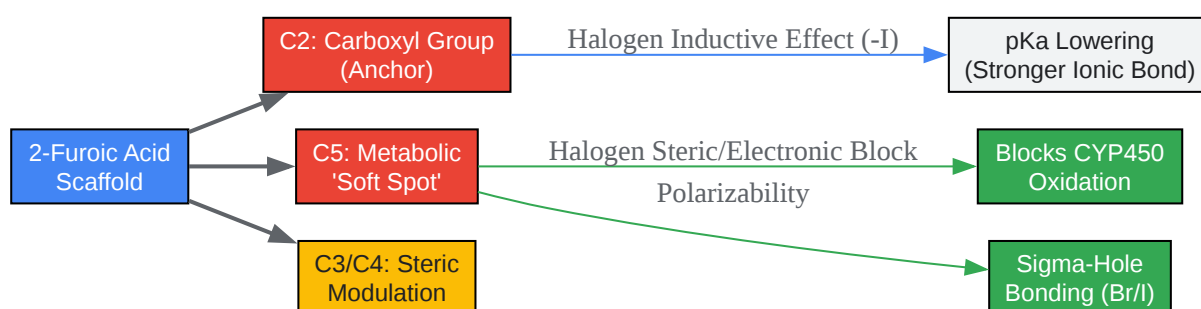 C2: Carboxyl Group
(Anchor)
Halogen Inductive Effect (-I)
pKa Lowering
(Stronger Ionic Bond)
2-Furoic Acid
Scaffold
C5: Metabolic
'Soft Spot'
Halogen Steric/Electronic Block
Blocks CYP450
Oxidation
Polarizability
C3/C4: Steric
Modulation
Sigma-Hole
Bonding (Br/I)